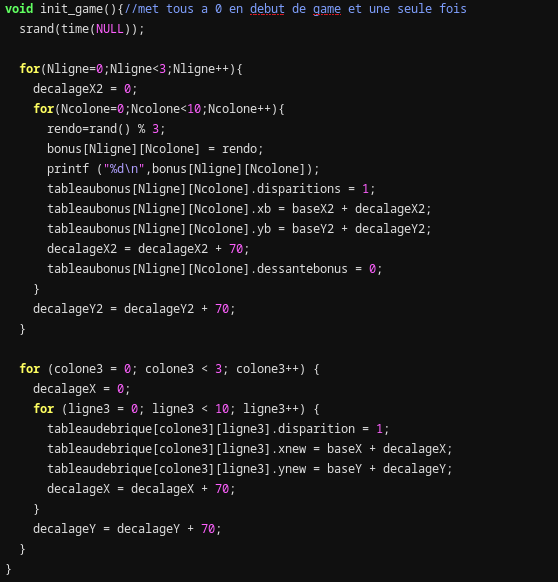 void init_game(){//met tous a 0 en debut de game et une seule fois
  srand(time(NULL));

  for(Nligne=0;Nligne<3;Nligne++){
    decalageX2 = 0;
    for(Ncolone=0;Ncolone<10;Ncolone++){
      rendo=rand() % 3;
      bonus[Nligne][Ncolone] = rendo;
      printf ("%d\n",bonus[Nligne][Ncolone]);
      tableaubonus[Nligne][Ncolone].disparitions = 1;
      tableaubonus[Nligne][Ncolone].xb = baseX2 + decalageX2;
      tableaubonus[Nligne][Ncolone].yb = baseY2 + decalageY2;
      decalageX2 = decalageX2 + 70;
      tableaubonus[Nligne][Ncolone].dessantebonus = 0;
    }
    decalageY2 = decalageY2 + 70;
  }

  for (colone3 = 0; colone3 < 3; colone3++) {
    decalageX = 0;
    for (ligne3 = 0; ligne3 < 10; ligne3++) {
      tableaudebrique[colone3][ligne3].disparition = 1;
      tableaudebrique[colone3][ligne3].xnew = baseX + decalageX;
      tableaudebrique[colone3][ligne3].ynew = baseY + decalageY;
      decalageX = decalageX + 70;
    }
    decalageY = decalageY + 70;
  }
}